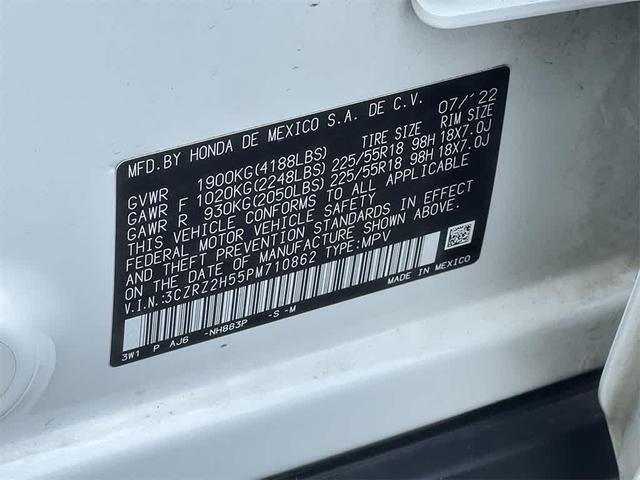 MFD.BY HONDA DE MEXICO S.A. DE C.V. 07/'22
TIRE SIZE RIM SIZE
GVWR 1900KG(4188LBS)
GAWR F 1020KG(2248LBS) 225/55R18 98H 18X7.0J
GAWR R 930KG(2050LBS) 225/55R18 98H 18X7.0J
THIS VEHICLE CONFORMS TO ALL APPLICABLE
FEDERAL MOTOR VEHICLE SAFETY
AND THEFT PREVENTION STANDARDS IN EFFECT
ON THE DATE OF MANUFACTURE SHOWN ABOVE.
V.I.N.:3CZRZ2H55PM710862 TYPE:MPV
MADE IN MEXICO
3W1 P AJ6 -NH883P -S -M